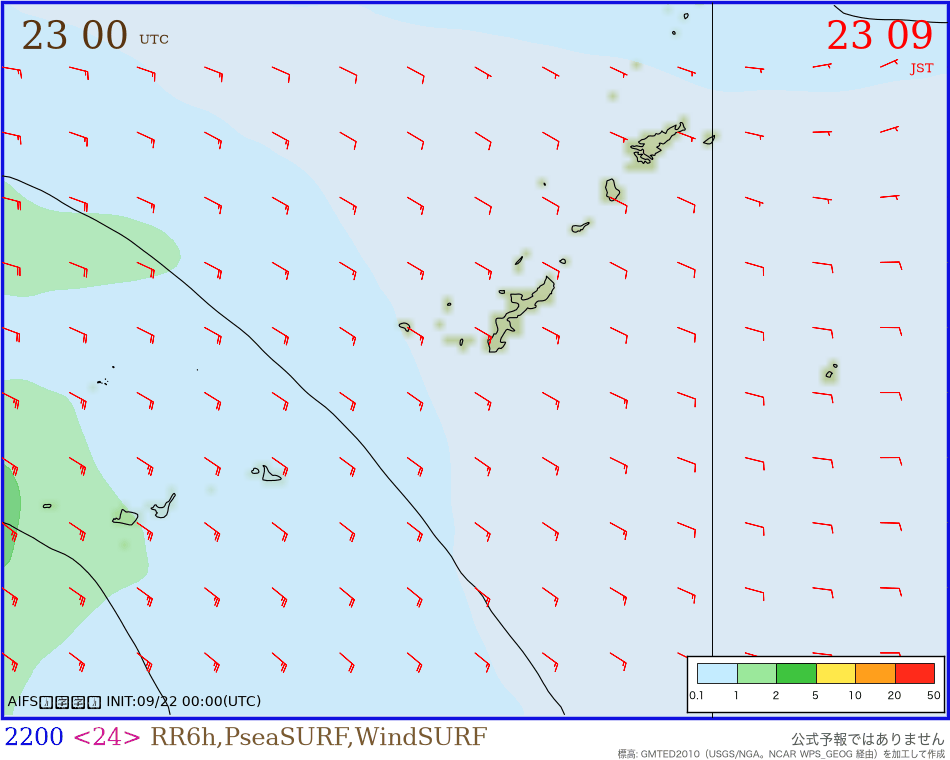 23 00 UTC
23 09
JST
AIFS INIT:09/22 00:00(UTC)
0.1 1 2 5 10 20 50
2200 <24> RR6h,PseaSURF,WindSURF
公式予報ではありません
標高: GMTED2010（USGS/NGA。NCAR WPS_GEOG 経由）を加工して作成